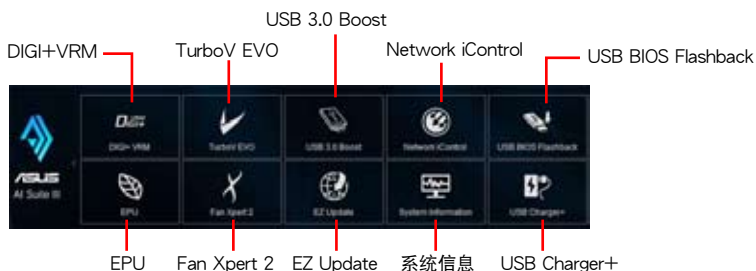 USB 3.0 Boost
DIGI+VRM TurboV EVO Network iControl USB BIOS Flashback
DIGI+ VRM TurboV EVO USB 3.0 Boost Network iControl USB BIOS Flashback
ASUS
AI Suite III
EPU Fan Xpert 2 EZ Update System Information USB Charger+
EPU Fan Xpert 2 EZ Update 系统信息 USB Charger+